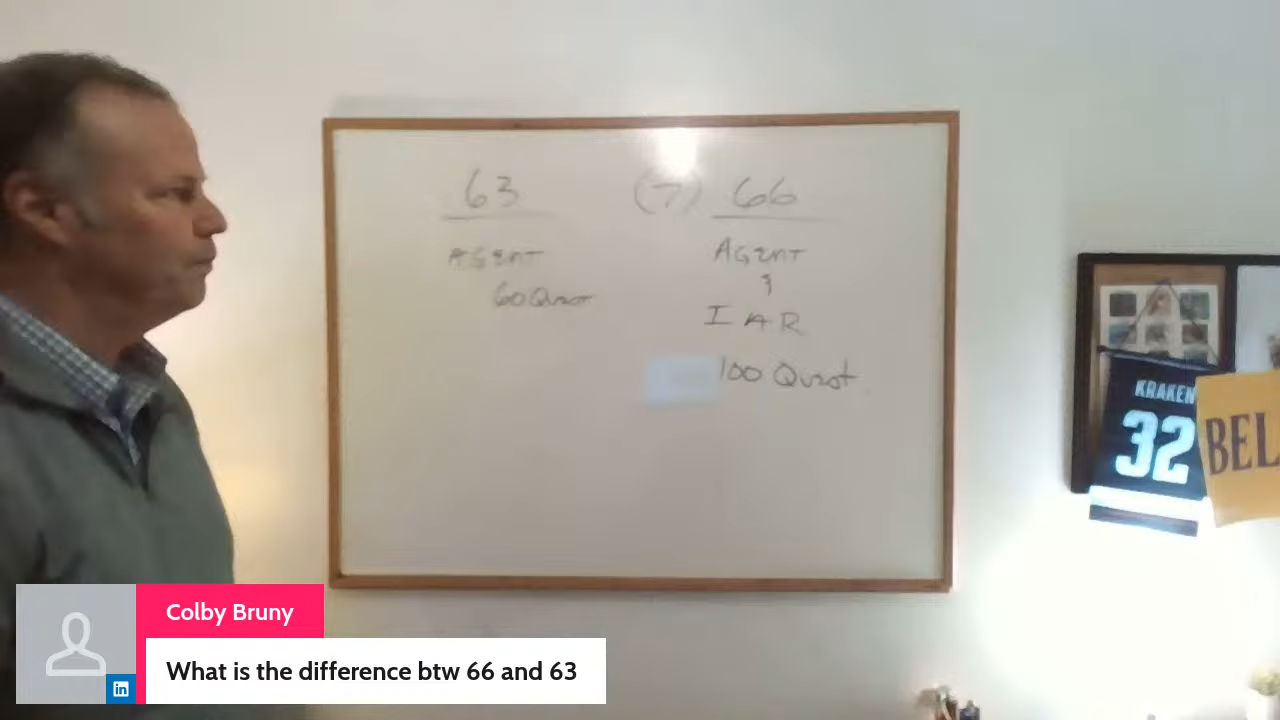 63
(7) 66
AGENT
AGENT
&
60 Quest
IAR
100 Quest
KRAKEN
32
BEL
Colby Bruny
in
What is the difference btw 66 and 63